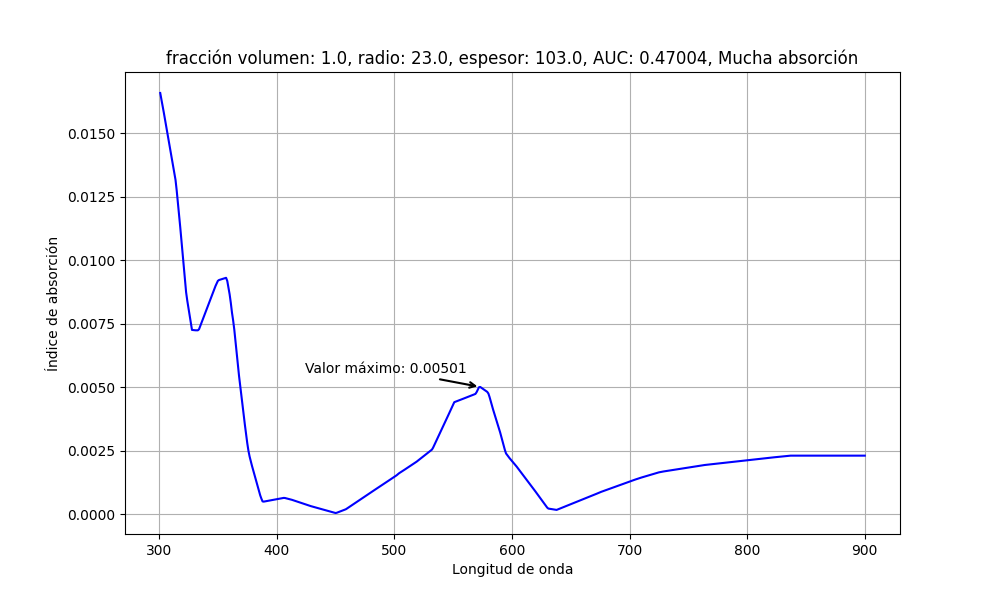 fracción volumen: 1.0, radio: 23.0, espesor: 103.0, AUC: 0.47004, Mucha absorción
Índice de absorción
0.0150
0.0125
0.0100
0.0075
0.0050
0.0025
0.0000
Valor máximo: 0.00501
300 400 500 600 700 800 900
Longitud de onda